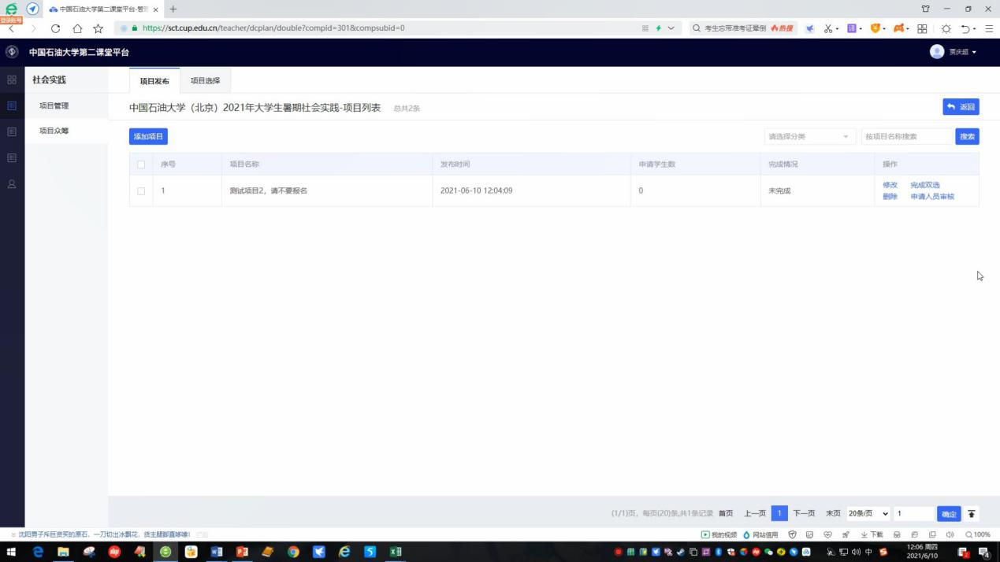 中国石油大学第二课堂平台-管理
登录账号
https://sct.cup.edu.cn/teacher/dcplan/double?compid=301&compsubid=0
考生忘带准考证晕倒 热搜
中国石油大学第二课堂平台
贾庆超
社会实践
项目管理
项目众筹
项目发布 项目选择
中国石油大学（北京）2021年大学生暑期社会实践-项目列表 总共2条
返回
添加项目
请选择分类 按项目名称搜索 搜索
序号 项目名称 发布时间 申请学生数 完成情况 操作
1 测试项目2，请不要报名 2021-06-10 12:04:09 0 未完成 修改 完成双选
删除 申请人员审核
(1/1)页，每页(20)条,共1条记录 首页 上一页 1 下一页 末页 20条/页 1 确定
沈阳男子斥巨资买的原石，一刀切出冰飘花，货主腿脚直哆嗦!
我的视频 网站信用 下载 100%
中 12:06 周四
2021/6/10